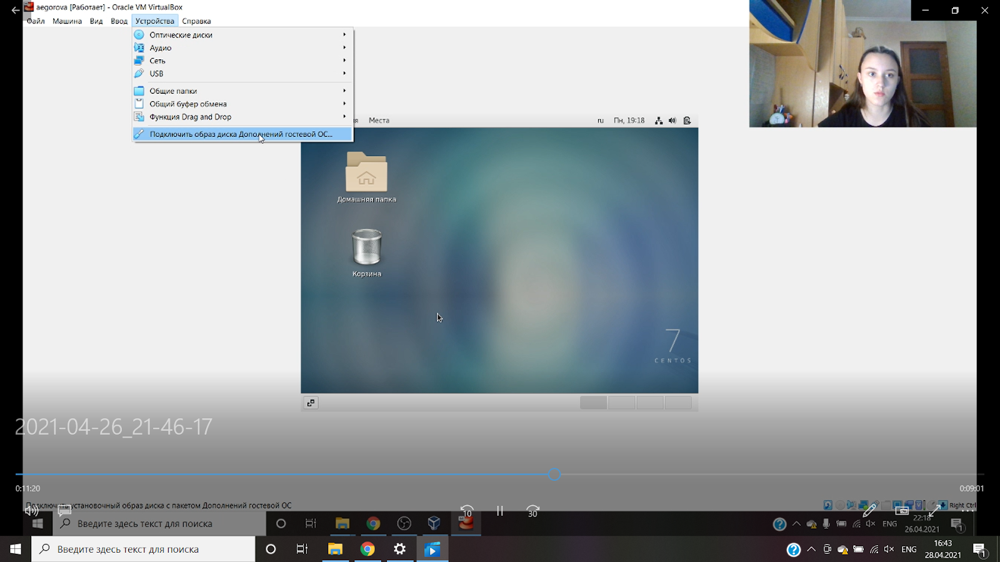 aegorova [Работает] - Oracle VM VirtualBox
Файл Машина Вид Ввод Устройства Справка
Оптические диски
Аудио
Сеть
USB
Общие папки
Общий буфер обмена
Функция Drag and Drop
Подключить образ диска Дополнений гостевой ОС...
Места
ru Пн, 19:18
Домашняя папка
Корзина
7
CENTOS
2021-04-26_21-46-17
0:11:20
0:09:01
Подключить установочный образ диска с пакетом Дополнений гостевой ОС
10
30
Right Ctrl
Введите здесь текст для поиска
ENG
22:18
26.04.2021
1
Введите здесь текст для поиска
ENG
16:43
28.04.2021
1